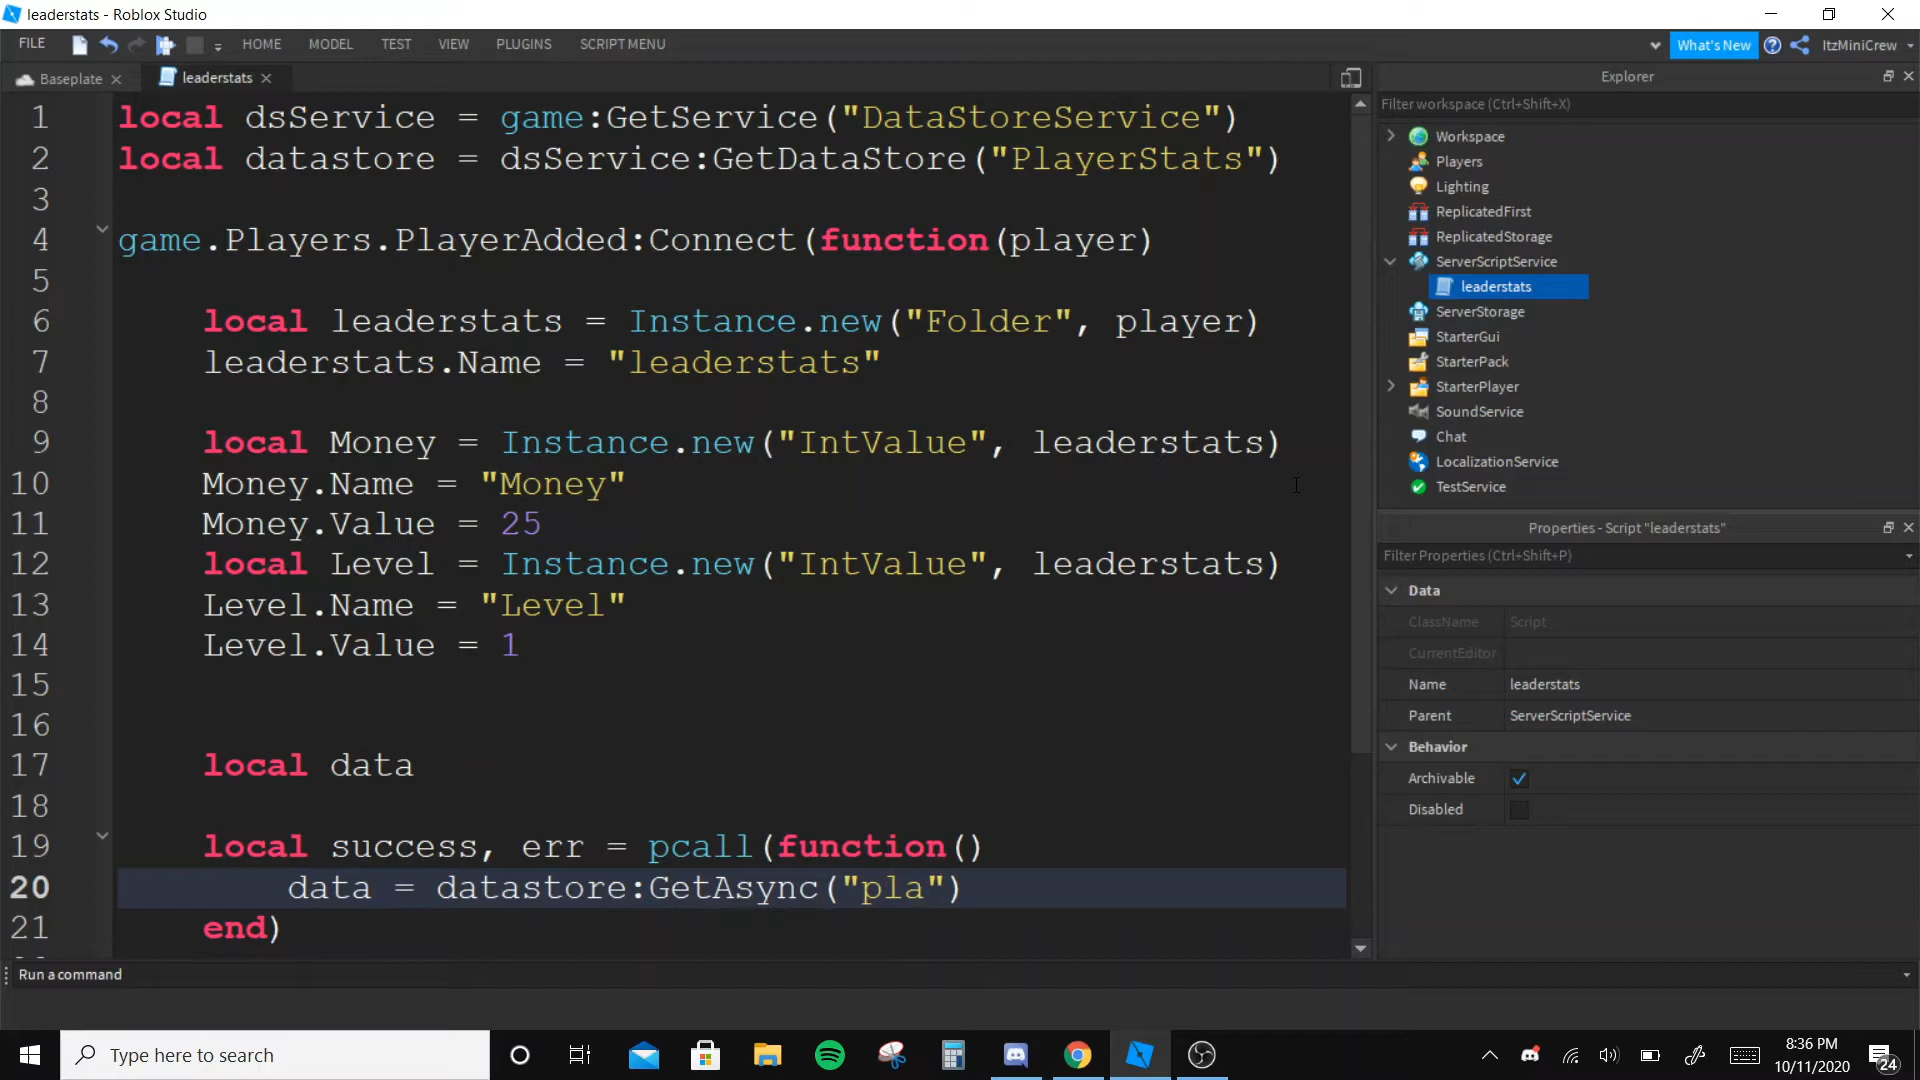 leaderstats - Roblox Studio
FILE HOME MODEL TEST VIEW PLUGINS SCRIPT MENU What's New ItzMiniCrew
Baseplate leaderstats
1 local dsService = game:GetService("DataStoreService")
2 local datastore = dsService:GetDataStore("PlayerStats")
3
4 game.Players.PlayerAdded:Connect(function(player)
5
6 local leaderstats = Instance.new("Folder", player)
7 leaderstats.Name = "leaderstats"
8
9 local Money = Instance.new("IntValue", leaderstats)
10 Money.Name = "Money"
11 Money.Value = 25
12 local Level = Instance.new("IntValue", leaderstats)
13 Level.Name = "Level"
14 Level.Value = 1
15
16
17 local data
18
19 local success, err = pcall(function()
20 data = datastore:GetAsync("pla")
21 end)
Explorer
Filter workspace (Ctrl+Shift+X)
Workspace
Players
Lighting
ReplicatedFirst
ReplicatedStorage
ServerScriptService
leaderstats
ServerStorage
StarterGui
StarterPack
StarterPlayer
SoundService
Chat
LocalizationService
TestService
Properties - Script "leaderstats"
Filter Properties (Ctrl+Shift+P)
Data
ClassName Script
CurrentEditor
Name leaderstats
Parent ServerScriptService
Behavior
Archivable
Disabled
Run a command
Type here to search
8:36 PM
10/11/2020
24